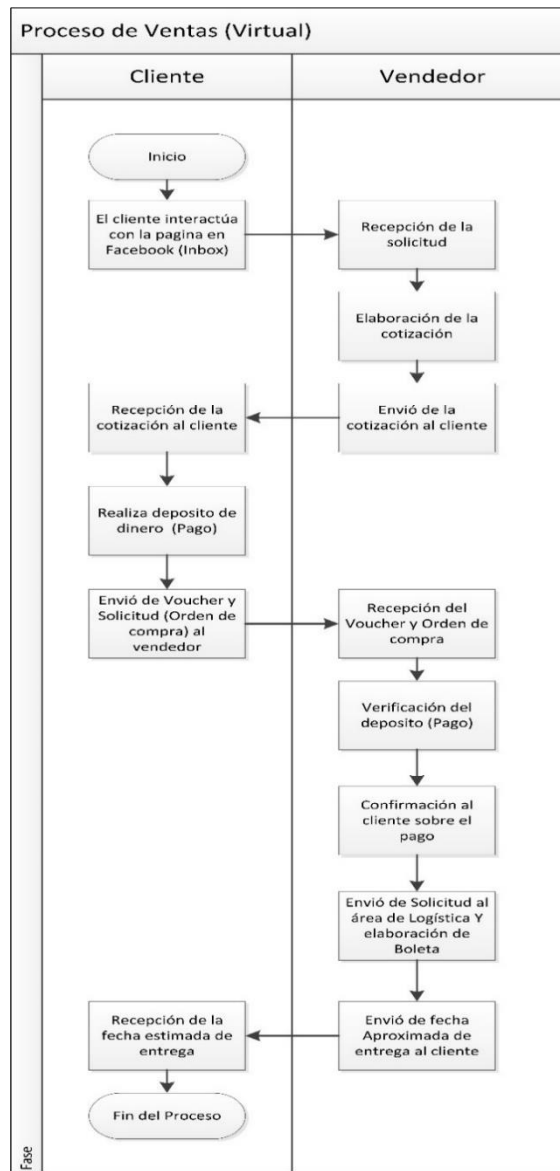 Proceso de Ventas (Virtual)
Cliente
Vendedor
Inicio
El cliente interactúa
con la pagina en
Facebook (Inbox)
Recepción de la
solicitud
Elaboración de la
cotización
Envió de la
cotización al cliente
Recepción de la
cotización al cliente
Realiza deposito de
dinero (Pago)
Envió de Voucher y
Solicitud (Orden de
compra) al
vendedor
Recepción del
Voucher y Orden de
compra
Verificación del
deposito (Pago)
Confirmación al
cliente sobre el
pago
Envió de Solicitud al
área de Logística Y
elaboración de
Boleta
Envió de fecha
Aproximada de
entrega al cliente
Recepción de la
fecha estimada de
entrega
Fin del Proceso
Fase